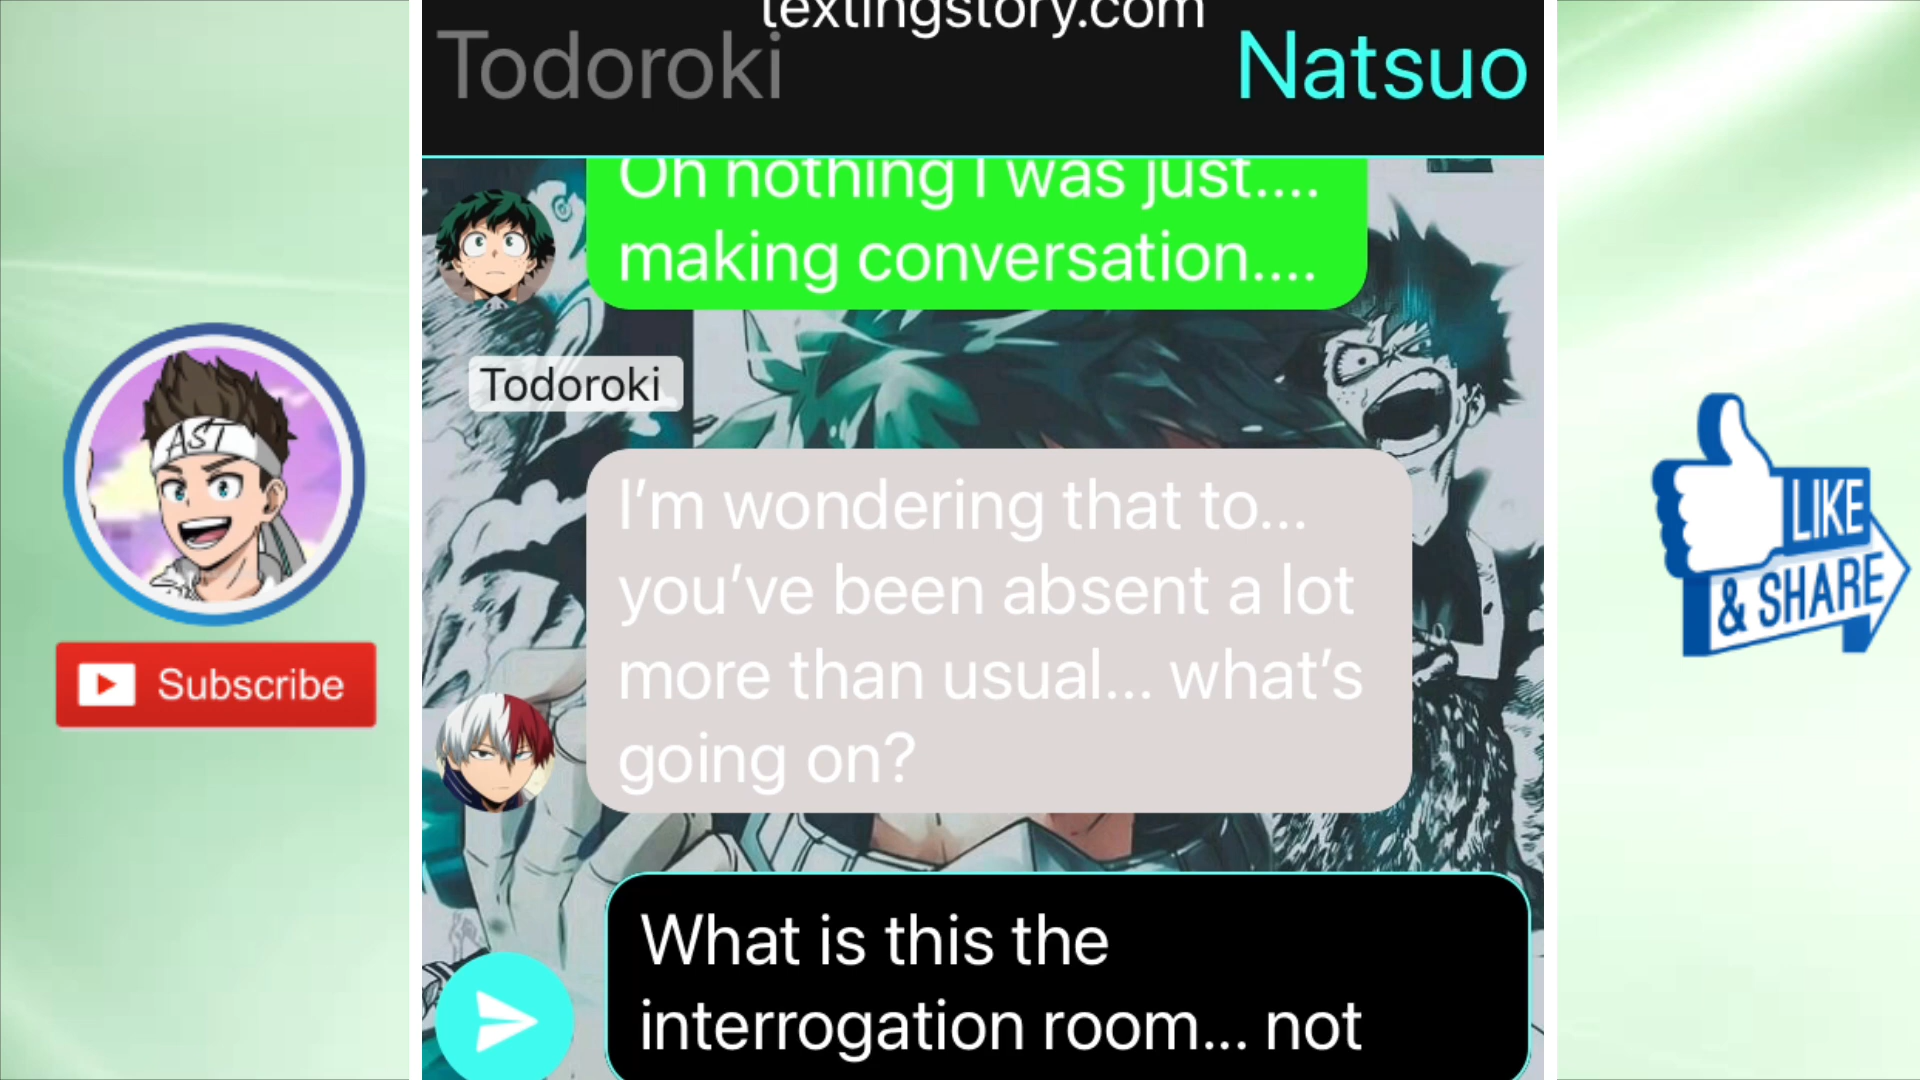 textingstory.com
Todoroki
Natsuo
Oh nothing I was just....
making conversation....
Todoroki
I'm wondering that to...
you've been absent a lot
more than usual... what's
going on?
What is this the
interrogation room... not
AST
Subscribe
LIKE
& SHARE